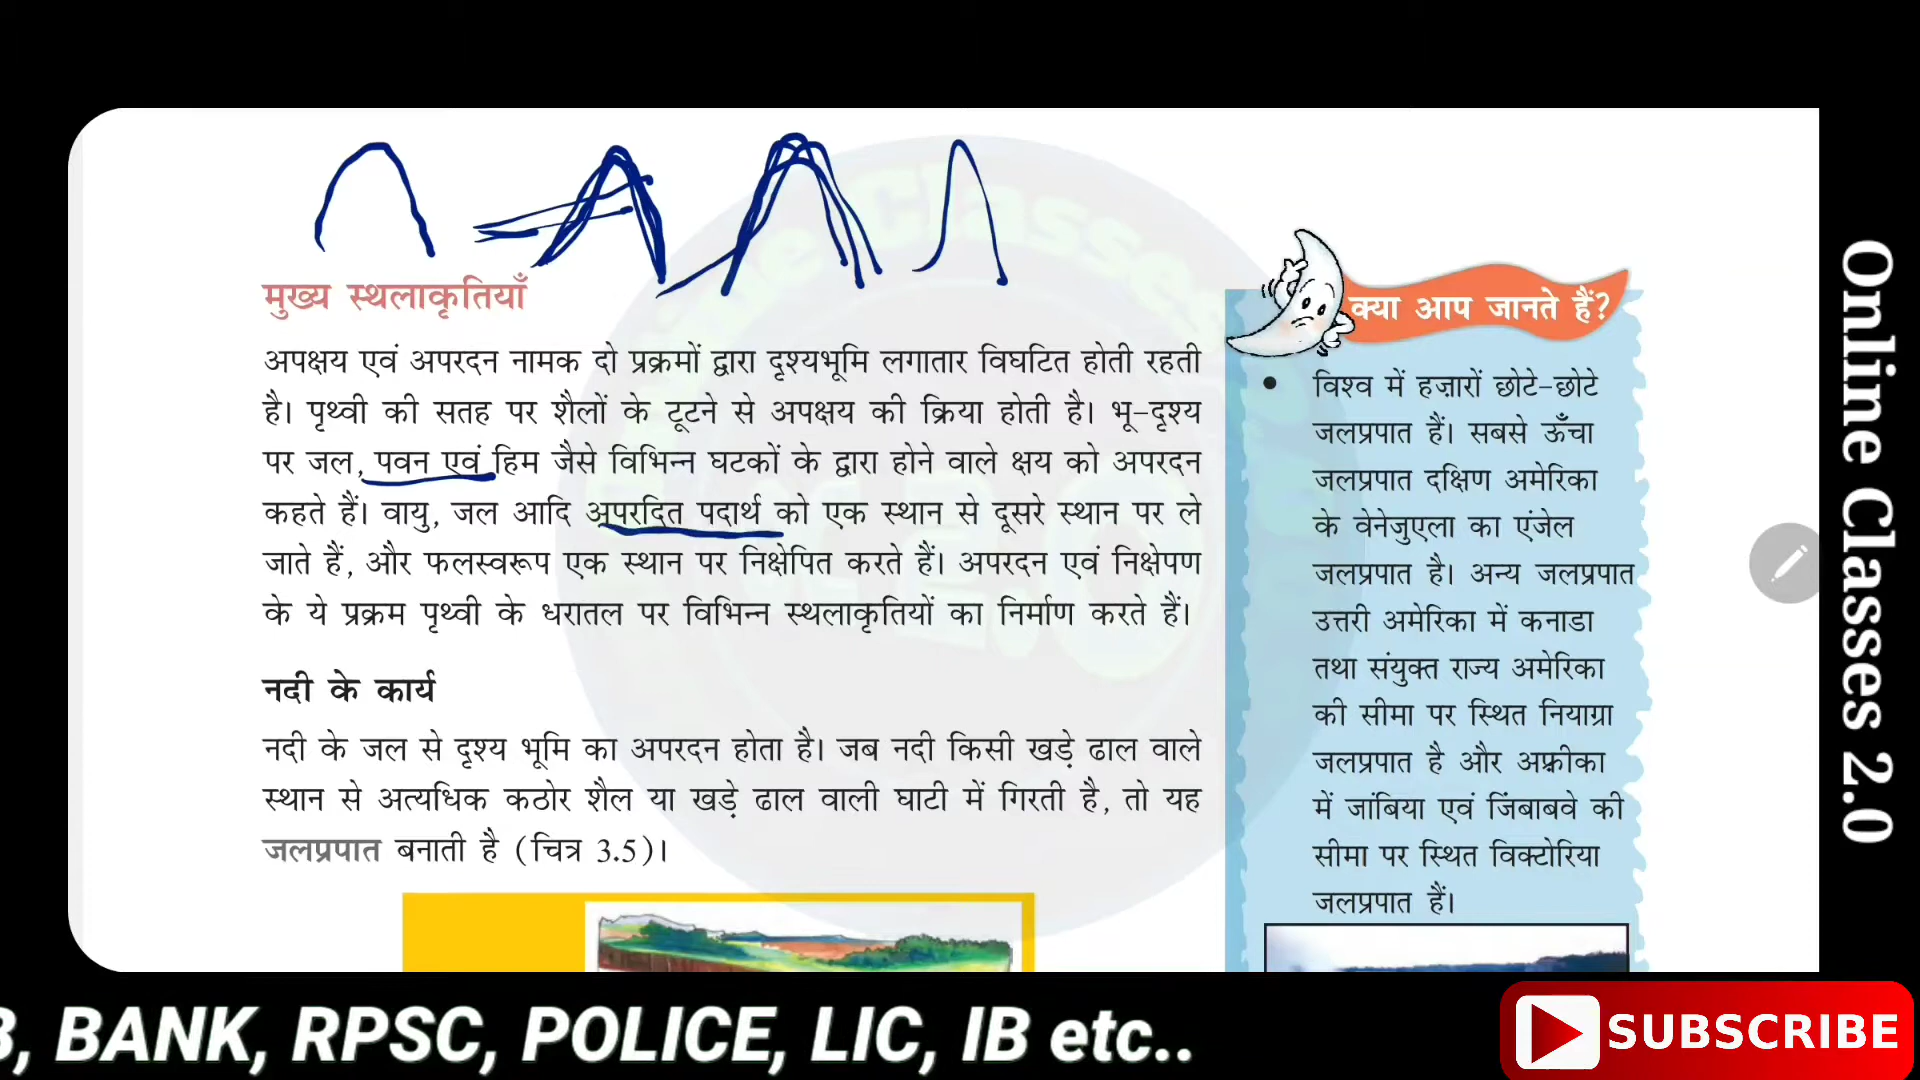 मुख्य स्थलाकृतियाँ
अपक्षय एवं अपरदन नामक दो प्रक्रमों द्वारा दृश्यभूमि लगातार विघटित होती रहती
है। पृथ्वी की सतह पर शैलों के टूटने से अपक्षय की क्रिया होती है। भू-दृश्य
पर जल, पवन एवं हिम जैसे विभिन्न घटकों के द्वारा होने वाले क्षय को अपरदन
कहते हैं। वायु, जल आदि अपरदित पदार्थ को एक स्थान से दूसरे स्थान पर ले
जाते हैं, और फलस्वरूप एक स्थान पर निक्षेपित करते हैं। अपरदन एवं निक्षेपण
के ये प्रक्रम पृथ्वी के धरातल पर विभिन्न स्थलाकृतियों का निर्माण करते हैं।
नदी के कार्य
नदी के जल से दृश्य भूमि का अपरदन होता है। जब नदी किसी खड़े ढाल वाले
स्थान से अत्यधिक कठोर शैल या खड़े ढाल वाली घाटी में गिरती है, तो यह
जलप्रपात बनाती है (चित्र 3.5)।
क्या आप जानते हैं?
• विश्व में हज़ारों छोटे-छोटे
जलप्रपात हैं। सबसे ऊँचा
जलप्रपात दक्षिण अमेरिका
के वेनेजुएला का एंजेल
जलप्रपात है। अन्य जलप्रपात
उत्तरी अमेरिका में कनाडा
तथा संयुक्त राज्य अमेरिका
की सीमा पर स्थित नियाग्रा
जलप्रपात है और अफ़्रीका
में जांबिया एवं जिंबाबवे की
सीमा पर स्थित विक्टोरिया
जलप्रपात हैं।
Online Classes 2.0
B, BANK, RPSC, POLICE, LIC, IB etc..
SUBSCRIBE